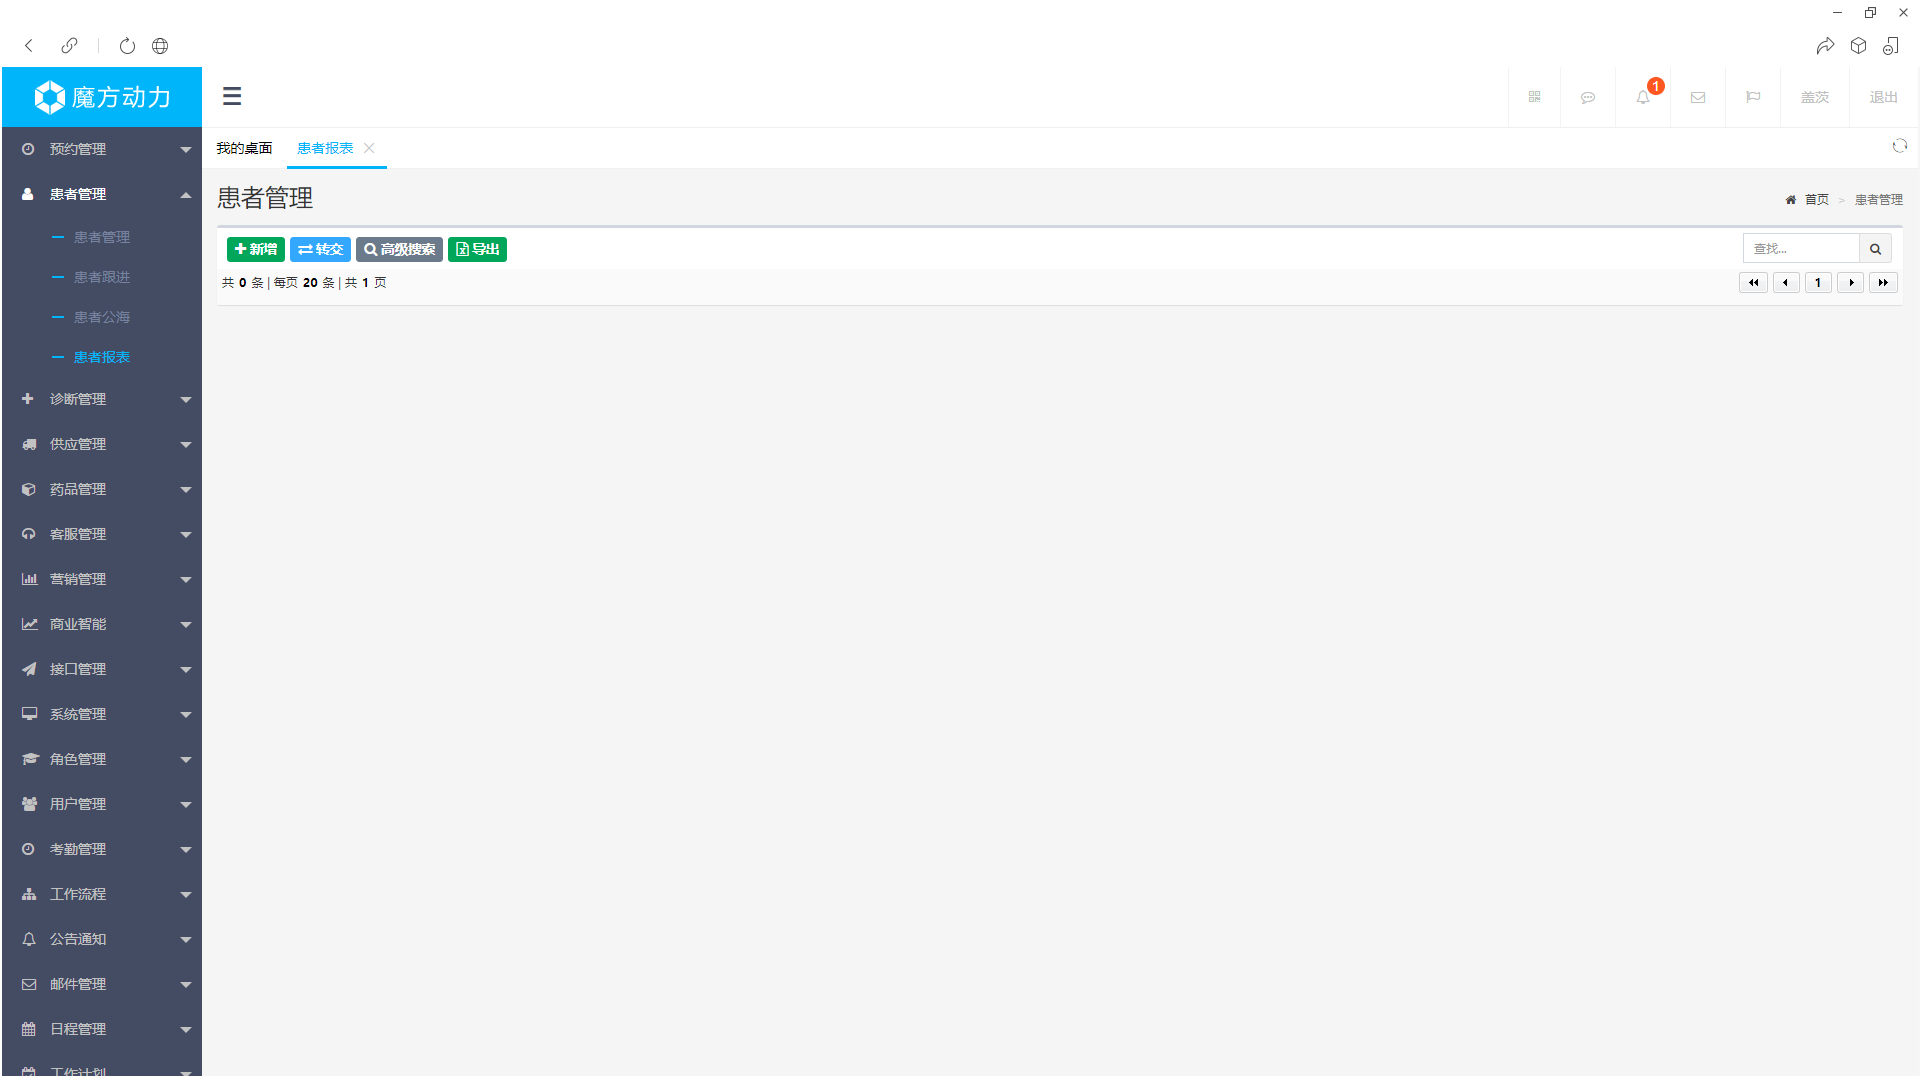 魔方动力
1
盖茨
退出
预约管理
患者管理
患者管理
患者跟进
患者公海
患者报表
诊断管理
供应管理
药品管理
客服管理
营销管理
商业智能
接口管理
系统管理
角色管理
用户管理
考勤管理
工作流程
公告通知
邮件管理
日程管理
工作计划
我的桌面
患者报表
患者管理
首页 > 患者管理
新增
转交
高级搜索
导出
查找...
共 0 条 | 每页 20 条 | 共 1 页
1